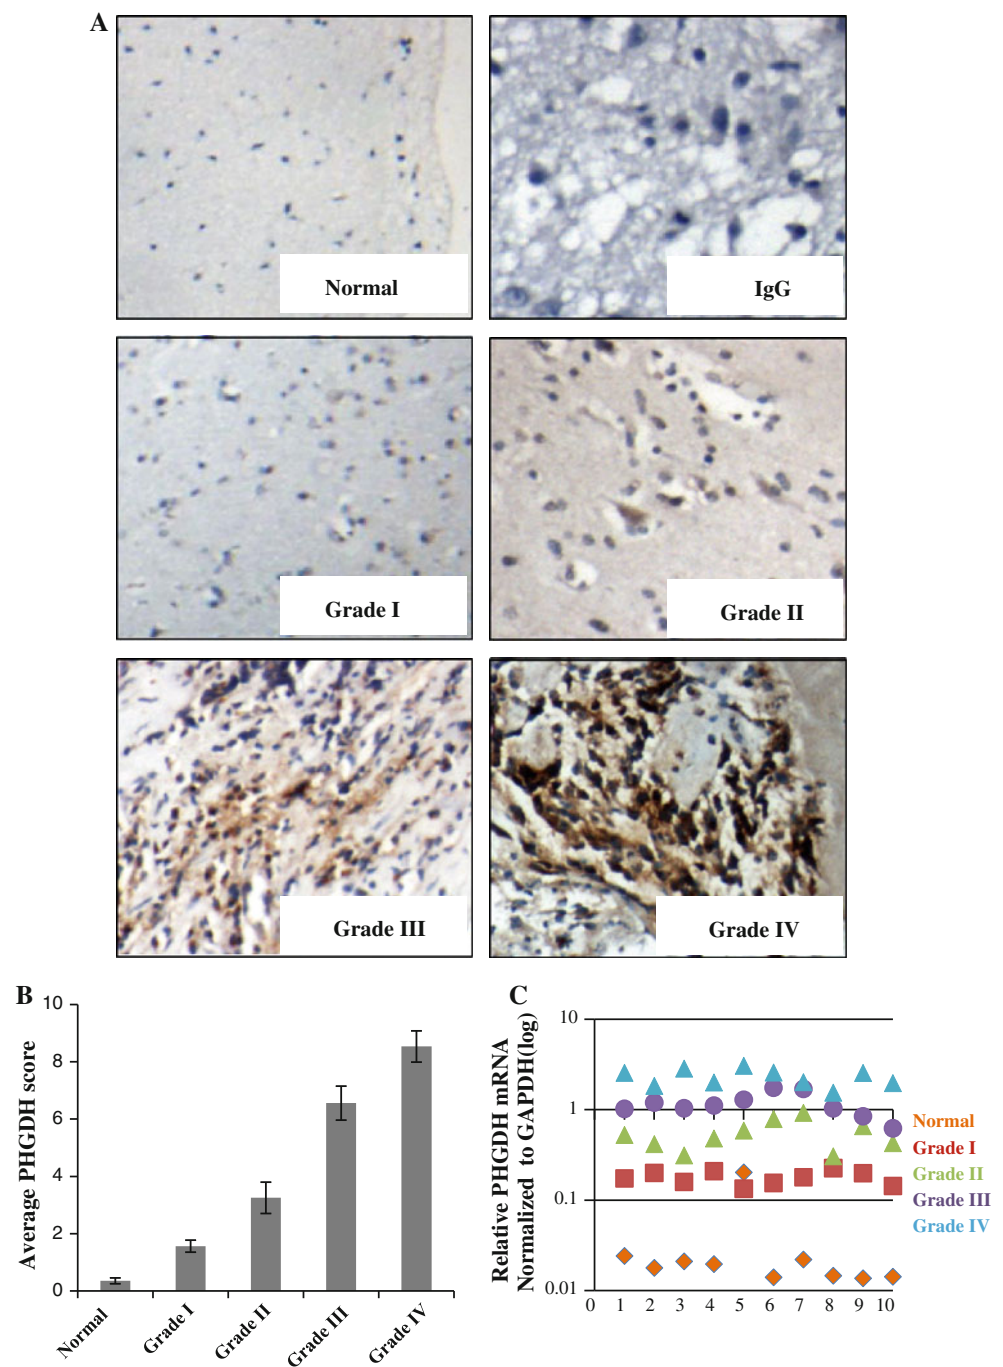 A
Normal
IgG
Grade I
Grade II
Grade III
Grade IV
B
Average PHGDH score
10
8
6
4
2
0
Normal
Grade I
Grade II
Grade III
Grade IV
C
Relative PHGDH mRNA
Normalized to GAPDH(log)
10
1
0.1
0.01
0 1 2 3 4 5 6 7 8 9 10
Normal
Grade I
Grade II
Grade III
Grade IV